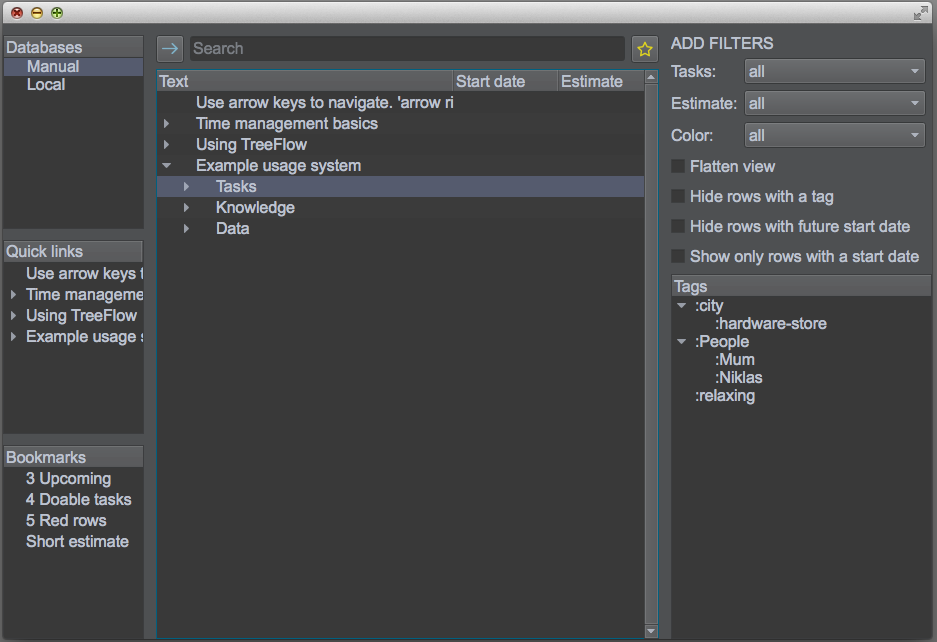 Databases
Manual
Local
Quick links
Use arrow keys t
Time manageme
Using TreeFlow
Example usage s
Bookmarks
3 Upcoming
4 Doable tasks
5 Red rows
Short estimate
Search
Text Start date Estimate
Use arrow keys to navigate. 'arrow ri
Time management basics
Using TreeFlow
Example usage system
Tasks
Knowledge
Data
ADD FILTERS
Tasks: all
Estimate: all
Color: all
Flatten view
Hide rows with a tag
Hide rows with future start date
Show only rows with a start date
Tags
:city
:hardware-store
:People
:Mum
:Niklas
:relaxing